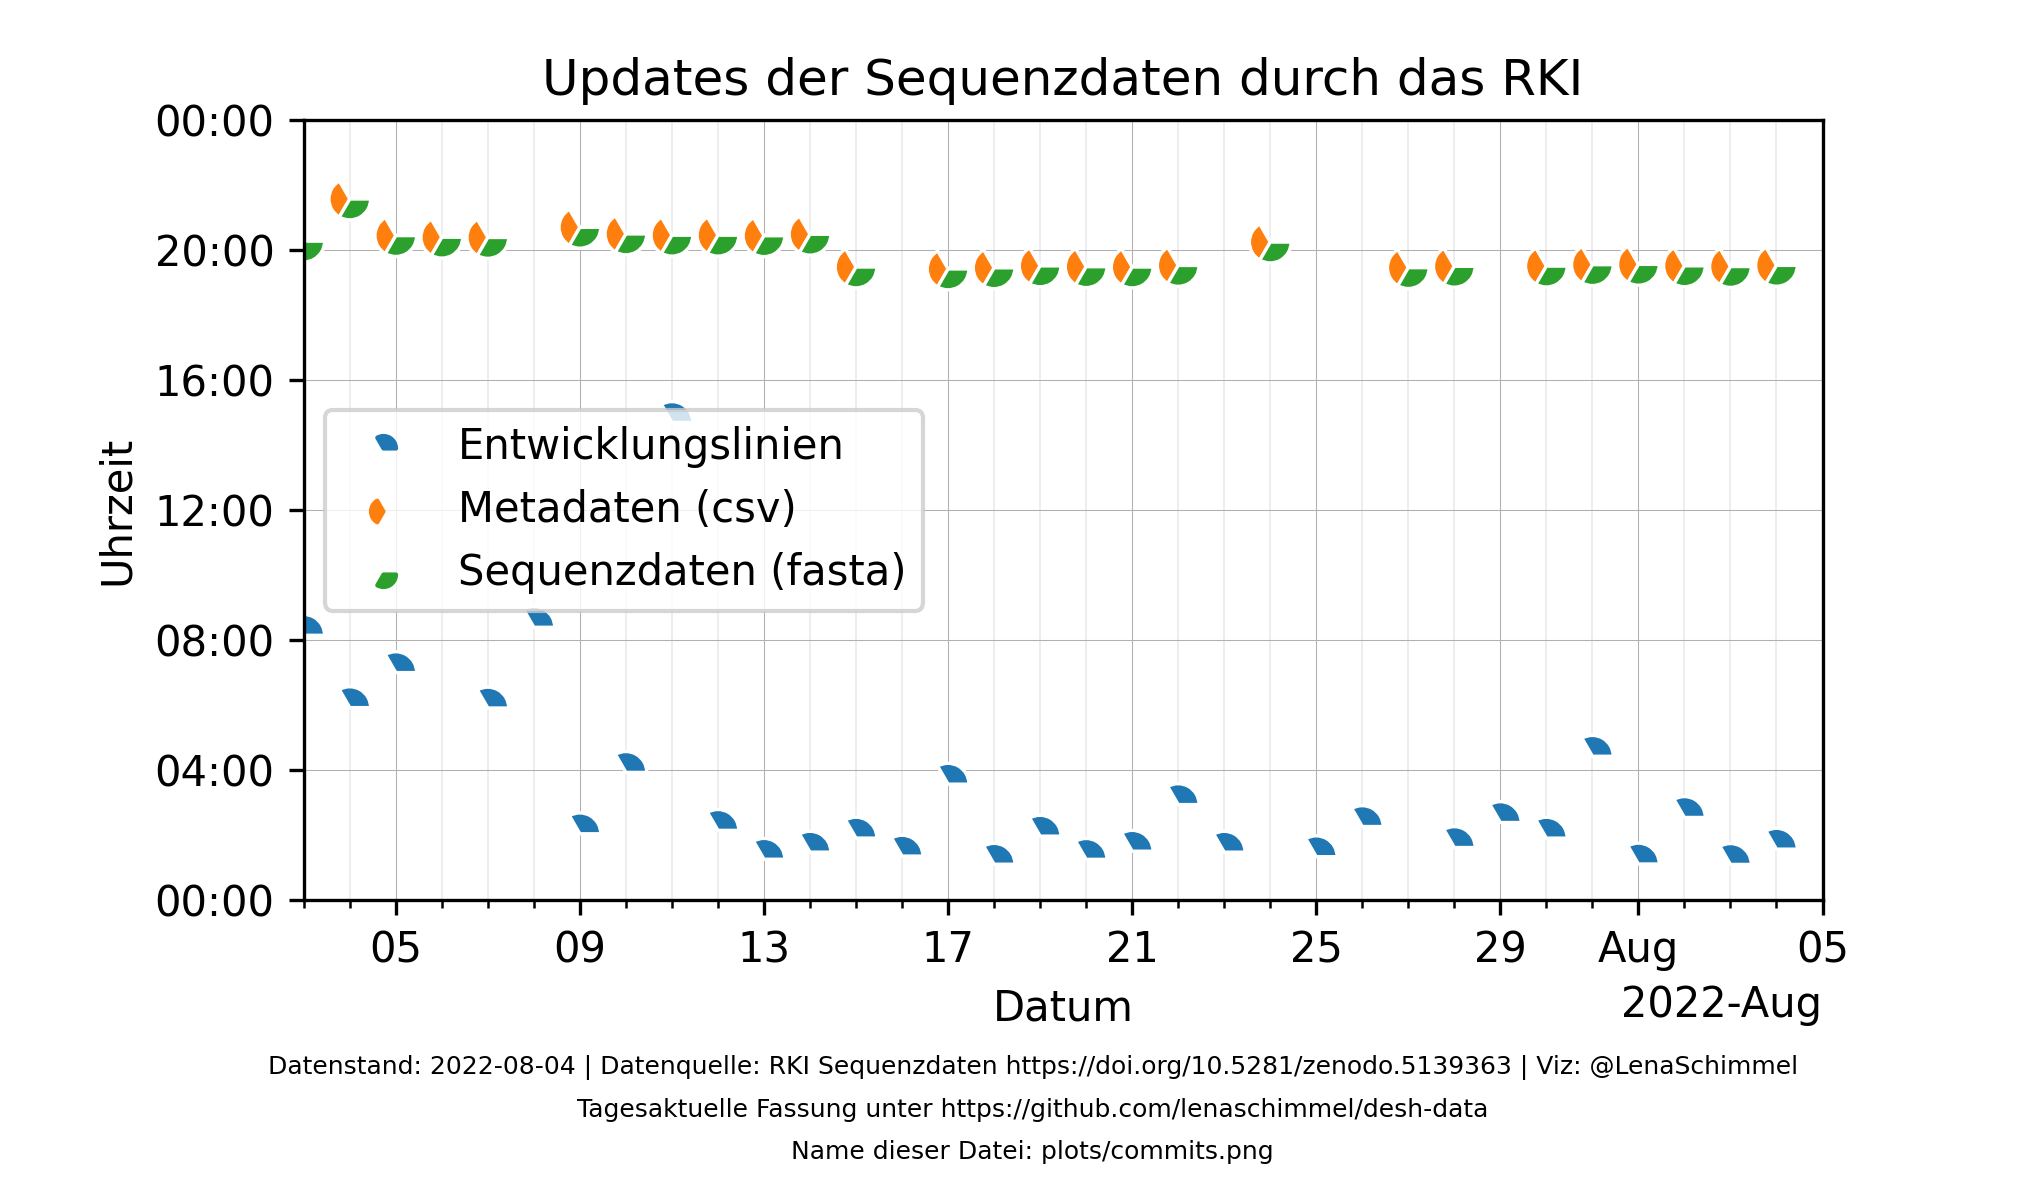 Updates der Sequenzdaten durch das RKI
00:00
20:00
16:00
12:00
08:00
04:00
00:00
Uhrzeit
Entwicklungslinien
Metadaten (csv)
Sequenzdaten (fasta)
05 09 13 17 21 25 29 Aug 05
Datum
2022-Aug
Datenstand: 2022-08-04 | Datenquelle: RKI Sequenzdaten https://doi.org/10.5281/zenodo.5139363 | Viz: @LenaSchimmel
Tagesaktuelle Fassung unter https://github.com/lenaschimmel/desh-data
Name dieser Datei: plots/commits.png